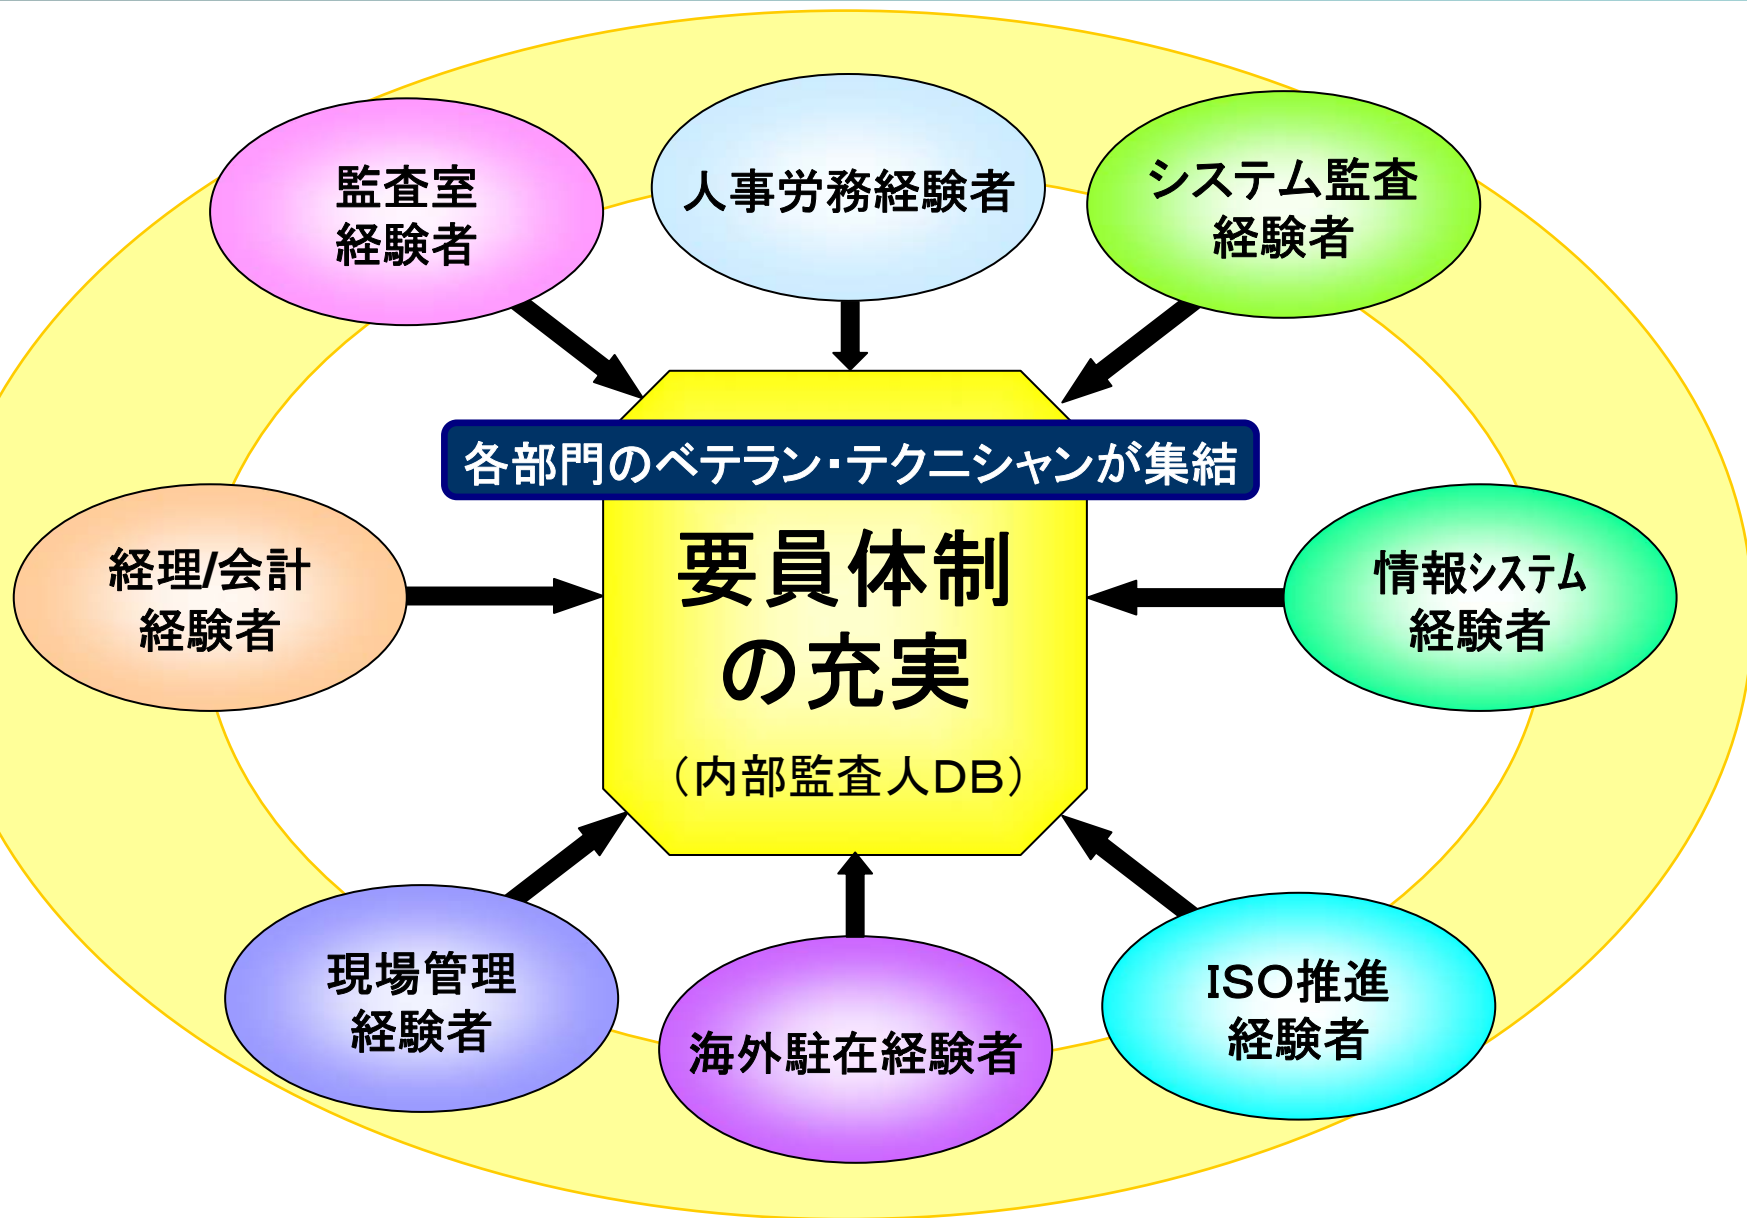 監査室
経験者
人事労務経験者
システム監査
経験者
各部門のベテラン・テクニシャンが集結
経理/会計
経験者
要員体制
の充実
（内部監査人DB）
情報システム
経験者
現場管理
経験者
海外駐在経験者
ISO推進
経験者